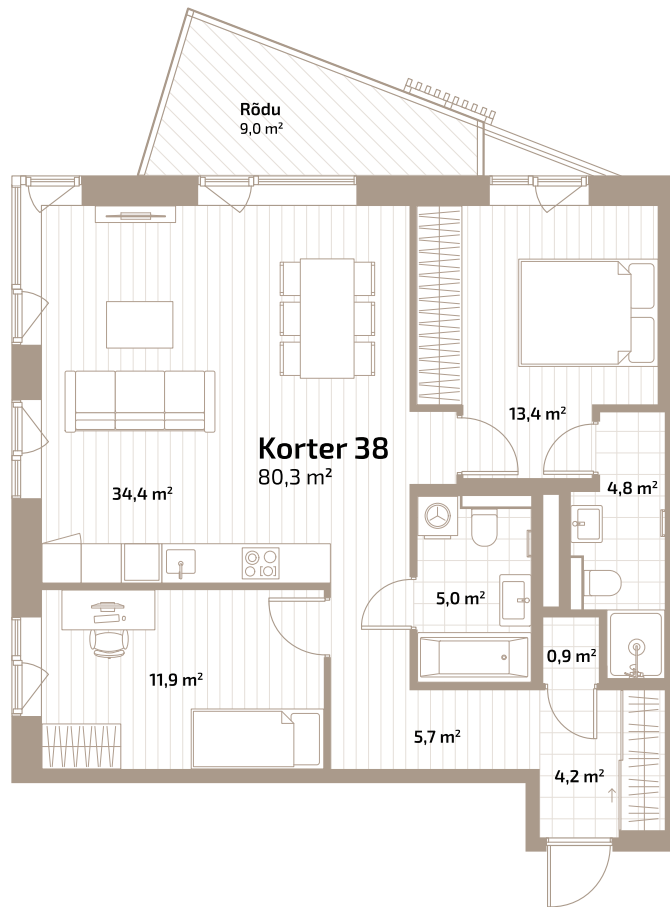 Rõdu
9,0 m²
13,4 m²
Korter 38
80,3 m²
34,4 m²
4,8 m²
5,0 m²
0,9 m²
11,9 m²
5,7 m²
4,2 m²